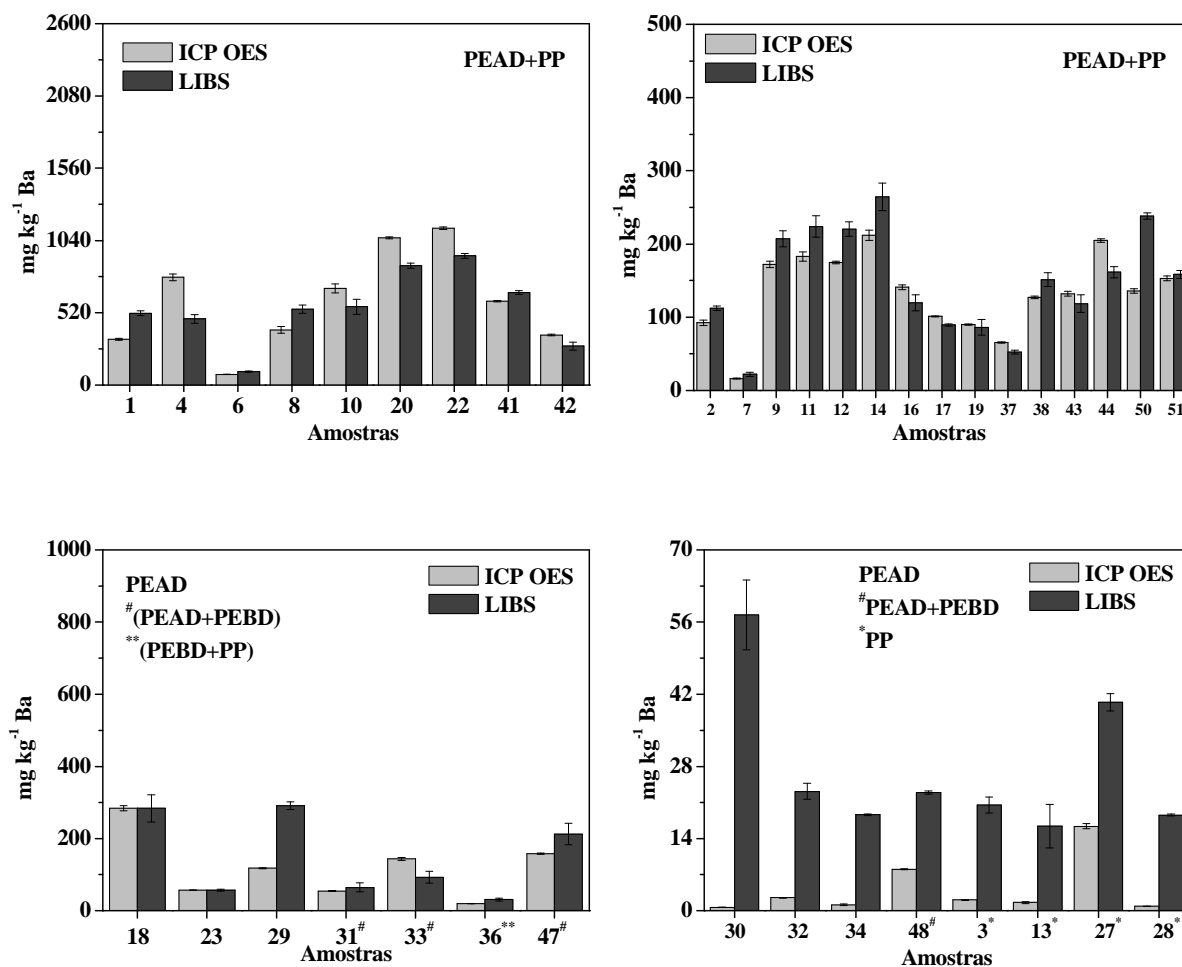 2600
2080
1560
1040
520
0
mg kg⁻¹ Ba
ICP OES
LIBS
PEAD+PP
1 4 6 8 10 20 22 41 42
Amostras
500
400
300
200
100
0
mg kg⁻¹ Ba
ICP OES
LIBS
PEAD+PP
2 7 9 11 12 14 16 17 19 37 38 43 44 50 51
Amostras
1000
800
600
400
200
0
mg kg⁻¹ Ba
PEAD
#(PEAD+PEBD)
**(PEBD+PP)
ICP OES
LIBS
18 23 29 31# 33# 36** 47#
Amostras
70
56
42
28
14
0
mg kg⁻¹ Ba
PEAD
#PEAD+PEBD
*PP
ICP OES
LIBS
30 32 34 48# 3* 13* 27* 28*
Amostras